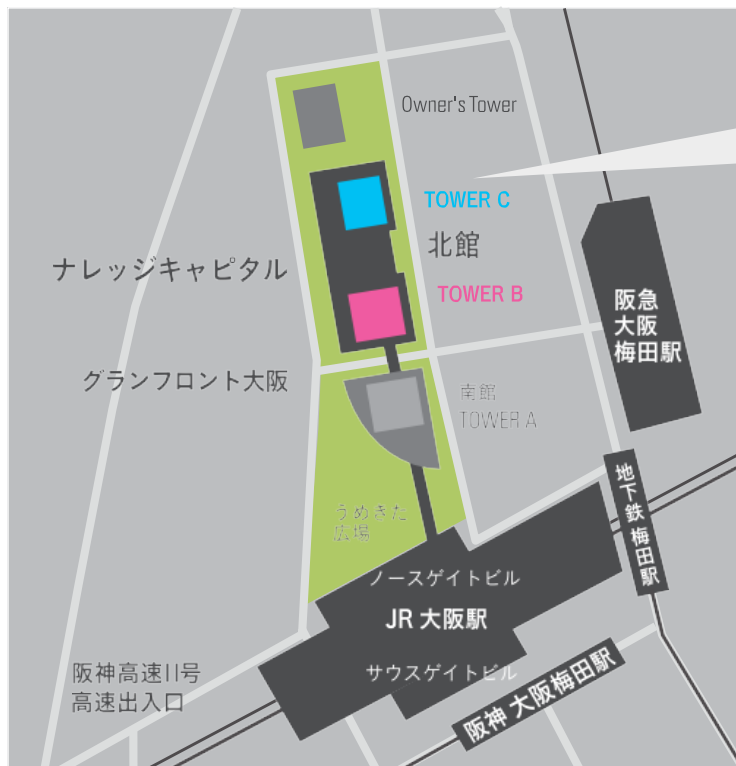 Owner's Tower
TOWER C
北館
ナレッジキャピタル
TOWER B
阪急
大阪
梅田駅
グランフロント大阪
南館
TOWER A
地下鉄 梅田駅
うめきた
広場
ノースゲイトビル
JR 大阪駅
サウスゲイトビル
阪神 大阪梅田駅
阪神高速11号
高速出入口